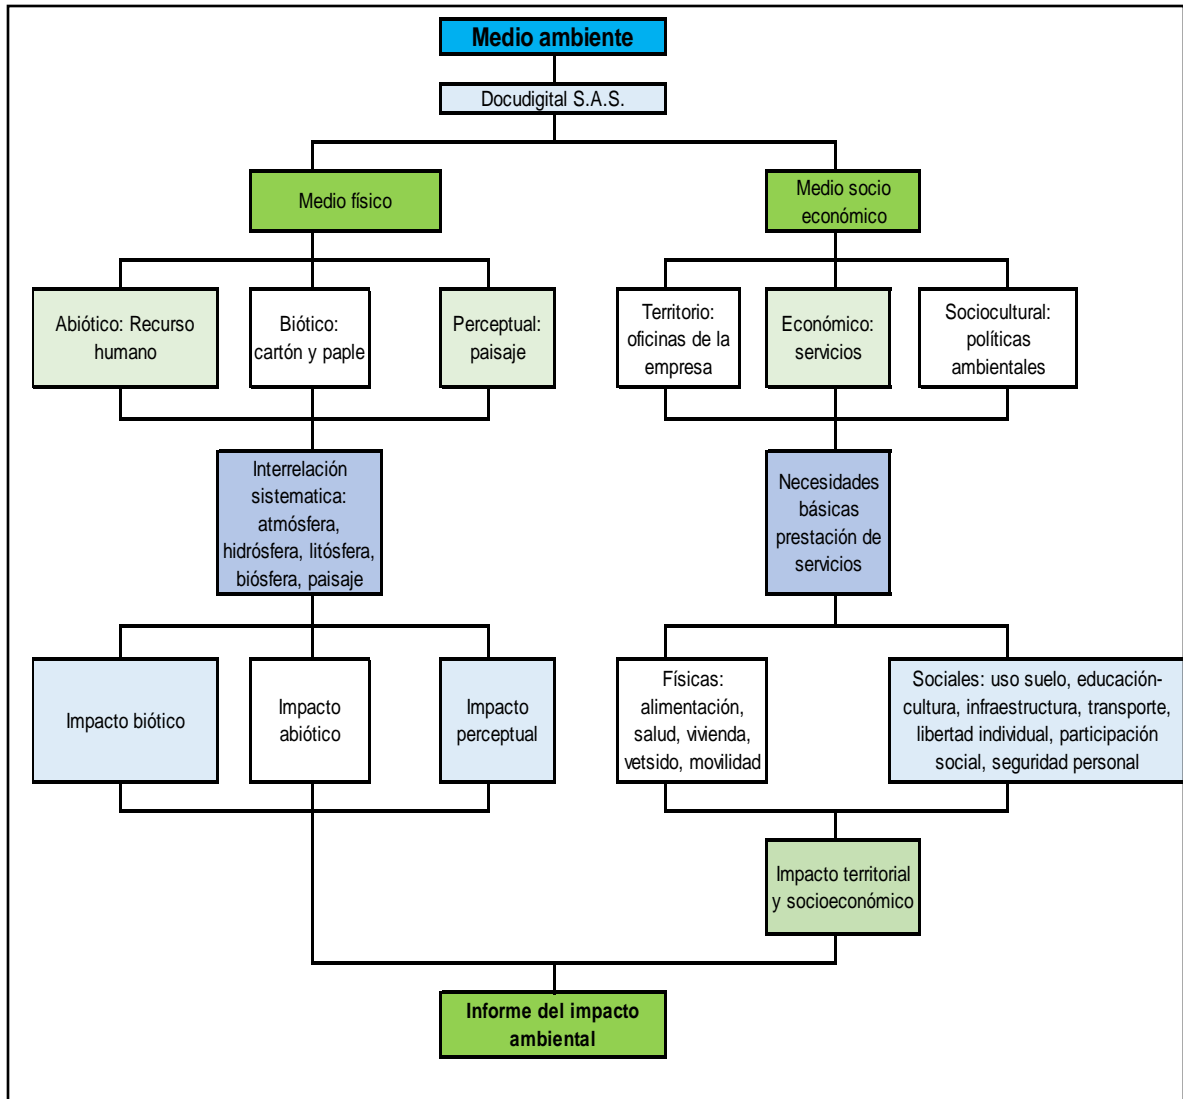 Medio ambiente
Docudigital S.A.S.
Medio físico
Medio socio
económico
Abiótico: Recurso
humano
Biótico:
cartón y paple
Perceptual:
paisaje
Territorio:
oficinas de la
empresa
Económico:
servicios
Sociocultural:
políticas
ambientales
Interrelación
sistematica:
atmósfera,
hidrósfera, litósfera,
biósfera, paisaje
Necesidades
básicas
prestación de
servicios
Impacto biótico
Impacto
abiótico
Impacto
perceptual
Físicas:
alimentación,
salud, vivienda,
vetsido, movilidad
Sociales: uso suelo, educación-
cultura, infraestructura, transporte,
libertad individual, participación
social, seguridad personal
Impacto territorial
y socioeconómico
Informe del impacto
ambiental